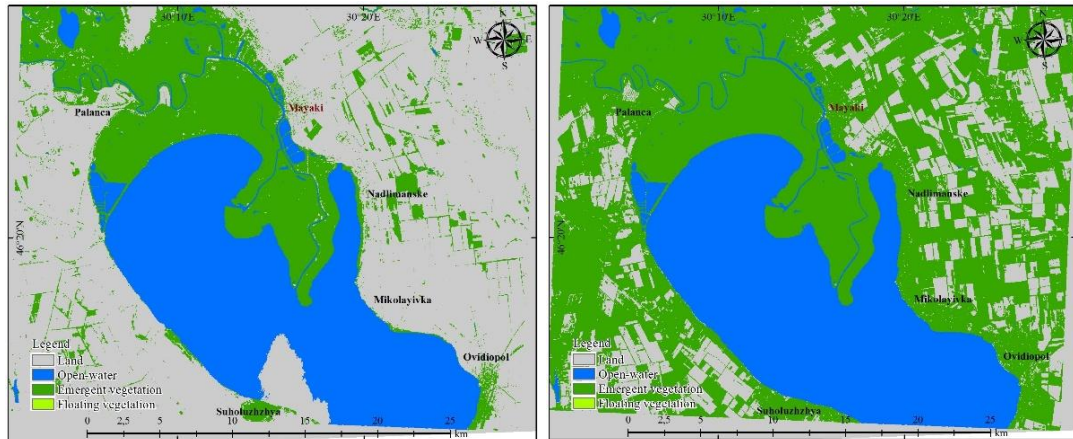 30°10'E
30°20'E
N
W
E
S
Palanca
Mayaki
Nadlimanske
46°20'N
Mikolayivka
Legend
Land
Open-water
Emergent vegetation
Floating vegetation
Ovidiopol
Suholuzhzhya
0 2,5 5 10 15 20 25
km
30°10'E
30°20'E
N
W
E
S
Palanca
Mayaki
Nadlimanske
46°20'N
Mikolayivka
Legend
Land
Open-water
Emergent vegetation
Floating vegetation
Ovidiopol
Suholuzhzhya
0 2,5 5 10 15 20 25
km